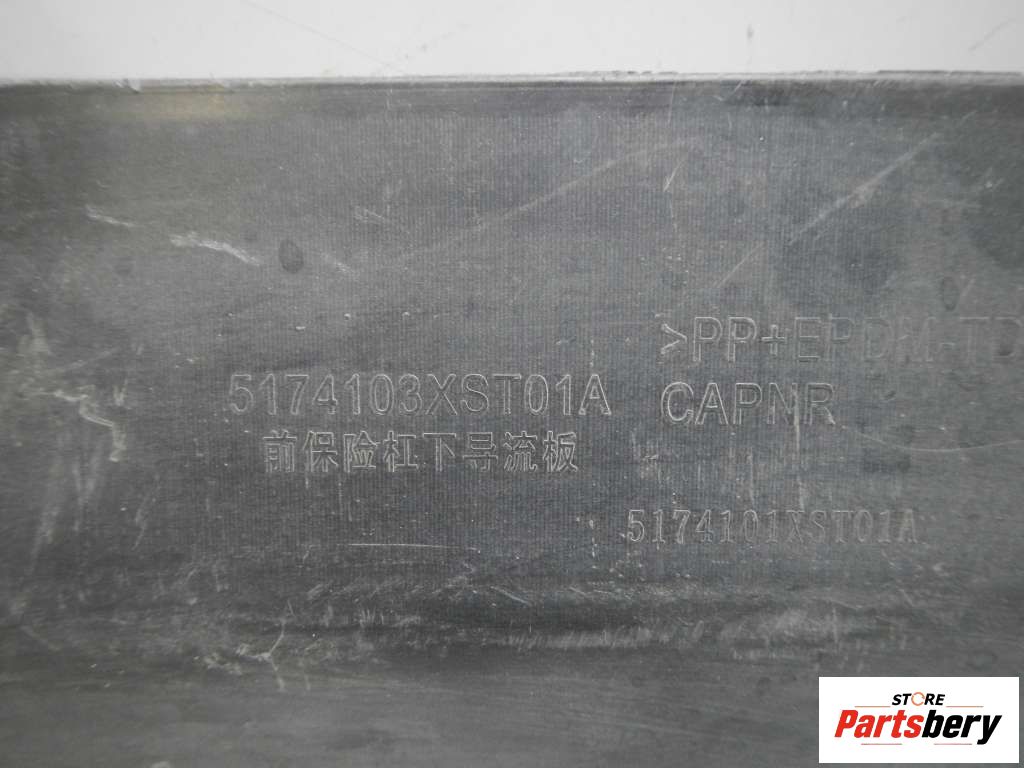 >PP+EPDM-TD
5174103XST01A
CAPNR
前保险杠下导流板
5174101XST01A
STORE
Partsbery